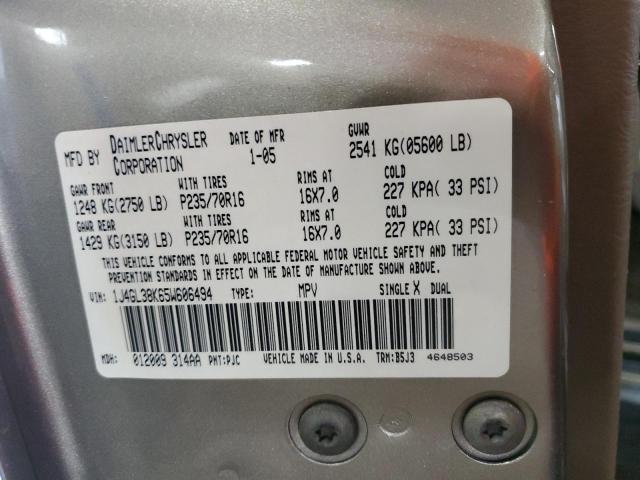 MFD BY DAIMLERCHRYSLER CORPORATION DATE OF MFR 1-05 GVWR 2541 KG(05600 LB)
GAWR FRONT WITH TIRES RIMS AT COLD
1248 KG(2750 LB) P235/70R16 16X7.0 227 KPA( 33 PSI)
GAWR REAR WITH TIRES RIMS AT COLD
1429 KG(3150 LB) P235/70R16 16X7.0 227 KPA( 33 PSI)
THIS VEHICLE CONFORMS TO ALL APPLICABLE FEDERAL MOTOR VEHICLE SAFETY AND THEFT
PREVENTION STANDARDS IN EFFECT ON THE DATE OF MANUFACTURE SHOWN ABOVE.
VIN: 1J4GL38K65W606494 TYPE: MPV SINGLE X DUAL
MDH: 012009 314AA PNT:PJC VEHICLE MADE IN U.S.A. TRM:B5J3 4648503